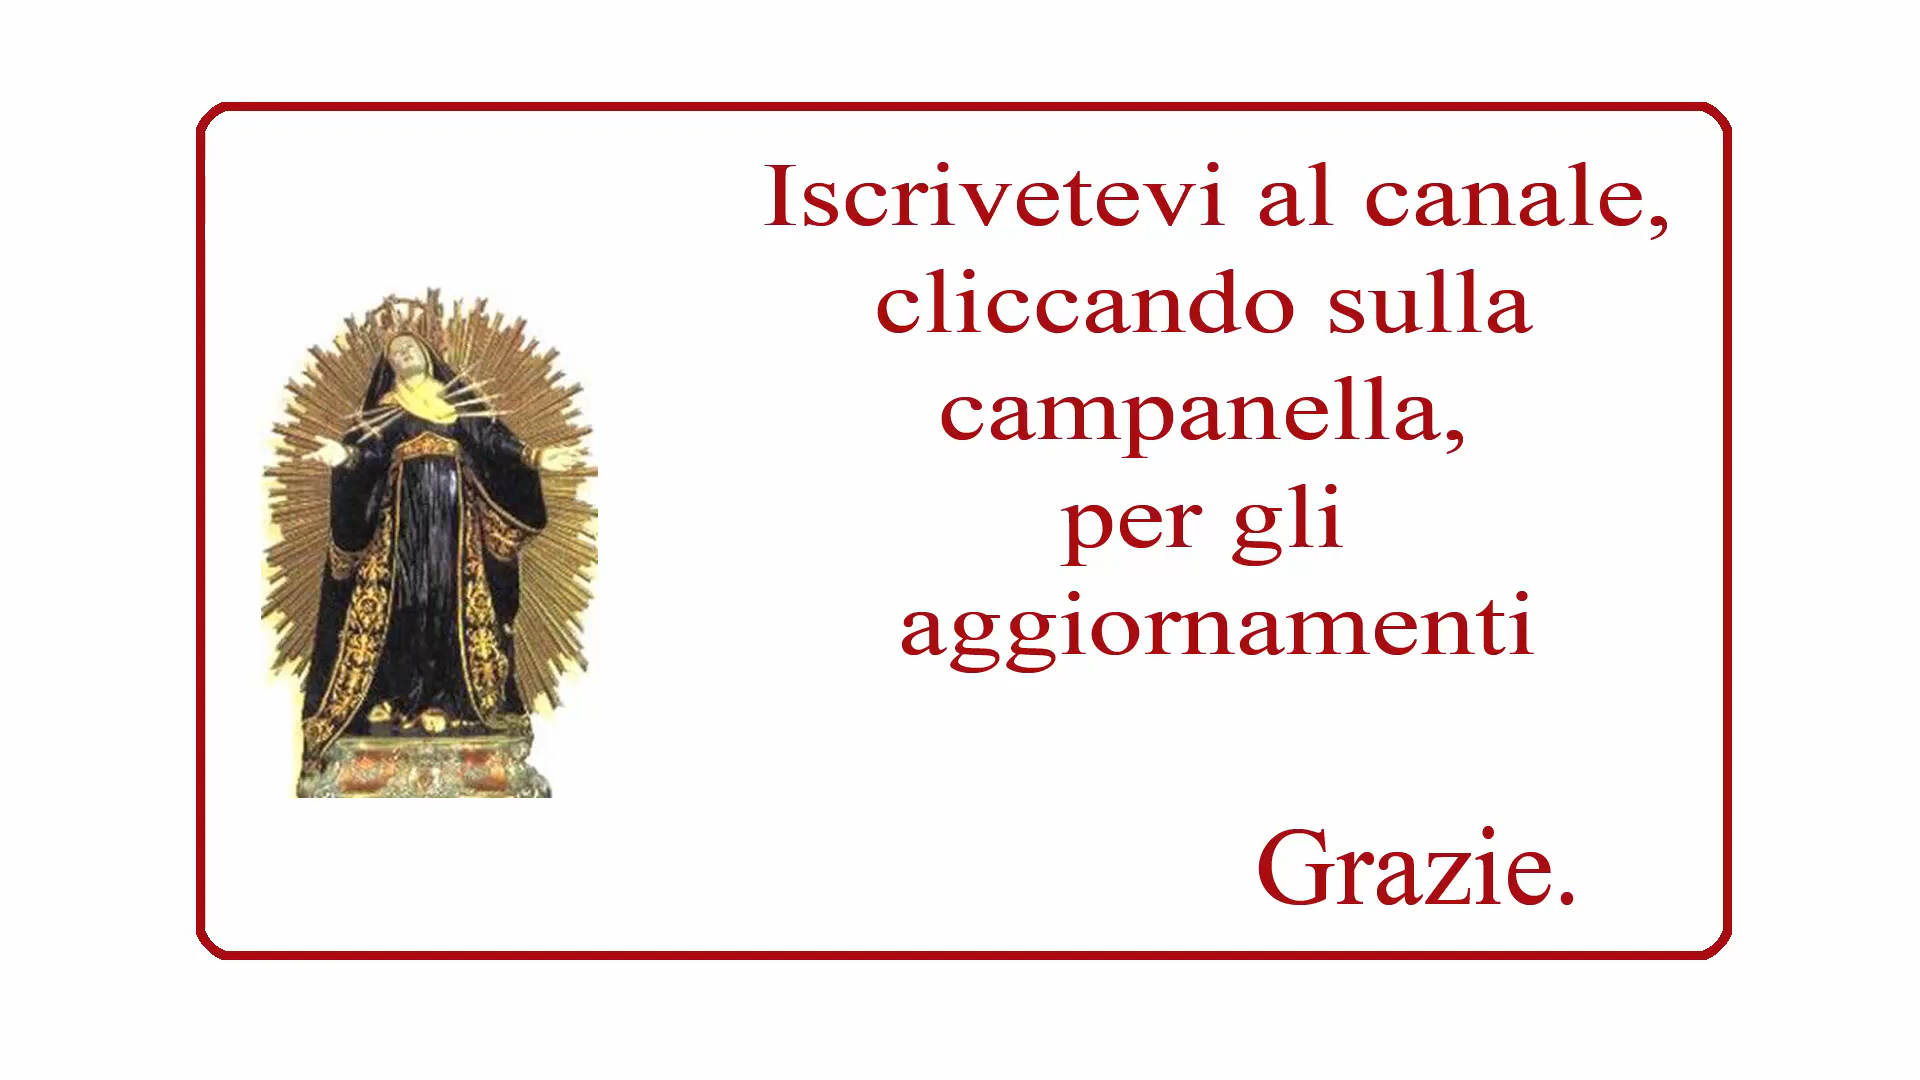 Iscrivetevi al canale,
cliccando sulla
campanella,
per gli
aggiornamenti
Grazie.